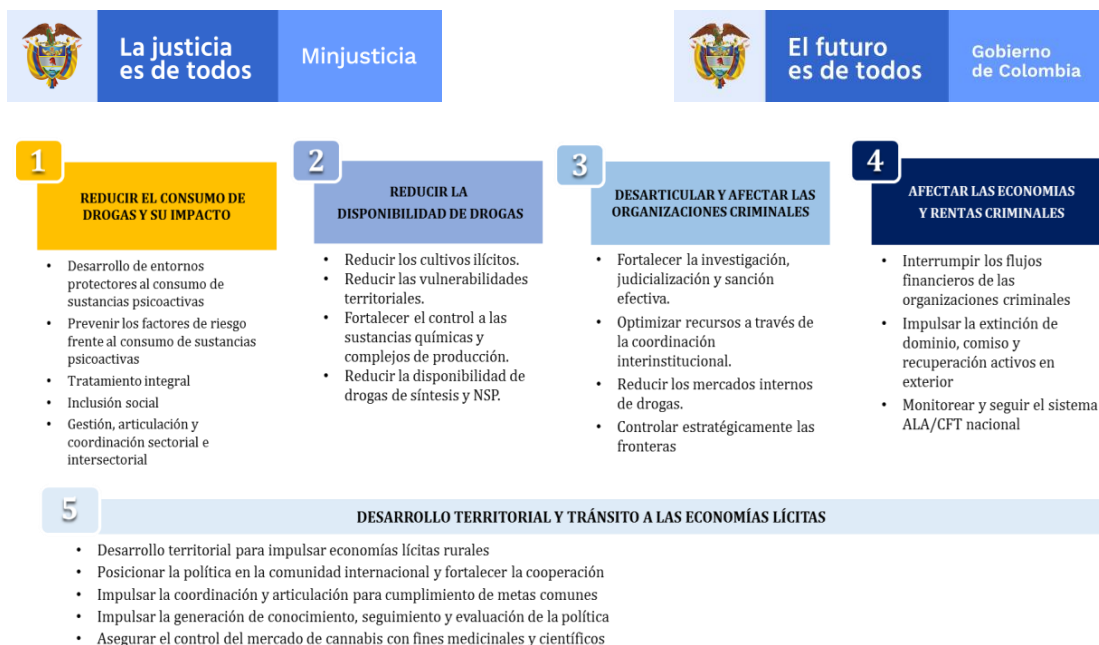 La justicia
es de todos
Minjusticia
El futuro
es de todos
Gobierno
de Colombia
1
REDUCIR EL CONSUMO DE
DROGAS Y SU IMPACTO
• Desarrollo de entornos
protectores al consumo de
sustancias psicoactivas
• Prevenir los factores de riesgo
frente al consumo de sustancias
psicoactivas
• Tratamiento integral
• Inclusión social
• Gestión, articulación y
coordinación sectorial e
intersectorial
2
REDUCIR LA
DISPONIBILIDAD DE DROGAS
• Reducir los cultivos ilícitos.
• Reducir las vulnerabilidades
territoriales.
• Fortalecer el control a las
sustancias químicas y
complejos de producción.
• Reducir la disponibilidad de
drogas de síntesis y NSP.
3
DESARTICULAR Y AFECTAR LAS
ORGANIZACIONES CRIMINALES
• Fortalecer la investigación,
judicialización y sanción
efectiva.
• Optimizar recursos a través de
la coordinación
interinstitucional.
• Reducir los mercados internos
de drogas.
• Controlar estratégicamente las
fronteras
4
AFECTAR LAS ECONOMIAS
Y RENTAS CRIMINALES
• Interrumpir los flujos
financieros de las
organizaciones criminales
• Impulsar la extinción de
dominio, comiso y
recuperación activos en
exterior
• Monitorear y seguir el sistema
ALA/CFT nacional
5
DESARROLLO TERRITORIAL Y TRÁNSITO A LAS ECONOMÍAS LÍCITAS
• Desarrollo territorial para impulsar economías lícitas rurales
• Posicionar la política en la comunidad internacional y fortalecer la cooperación
• Impulsar la coordinación y articulación para cumplimiento de metas comunes
• Impulsar la generación de conocimiento, seguimiento y evaluación de la política
• Asegurar el control del mercado de cannabis con fines medicinales y científicos